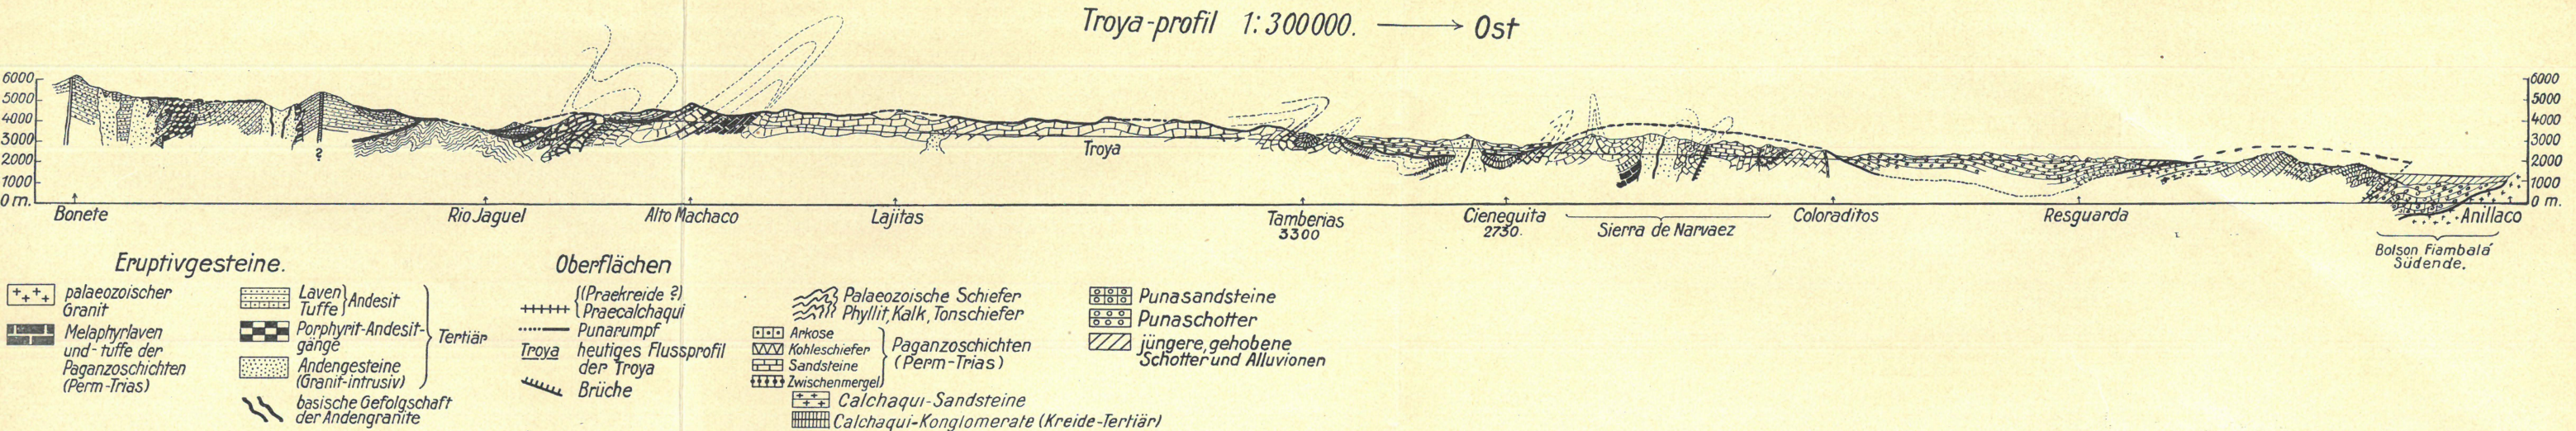 Troya-profil 1:300000. Ost
6000
5000
4000
3000
2000
1000
0 m.
6000
5000
4000
3000
2000
1000
0 m.
?
Troya
Bonete
Rio Jaguel
Alto Machaco
Lajitas
Tamberias
3300
Cienequita
2730.
Sierra de Narvaez
Coloraditos
Resguarda
Anillaco
Bolson Fiambalá
Südende.
Eruptivgesteine.
palaeozoischer
Granit
Melaphyrlaven
und-tuffe der
Paganzoschichten
(Perm-Trias)
Laven
Tuffe
Andesit
Porphyrit-Andesit-
gänge
Andengesteine
(Granit-intrusiv)
Tertiär
basische Gefolgschaft
der Andengranite
Oberflächen
(Praekreide ?)
Praecalchaqui
Punarumpf
Troya heutiges Flussprofil
der Troya
Brüche
Palaeozoische Schiefer
Phyllit, Kalk, Tonschiefer
Arkose
Kohleschiefer
Sandsteine
Zwischenmergel
Paganzoschichten
(Perm-Trias)
Calchaqui-Sandsteine
Calchaqui-Konglomerate (Kreide-Tertiär)
Punasandsteine
Punaschotter
jüngere, gehobene
Schotter und Alluvionen